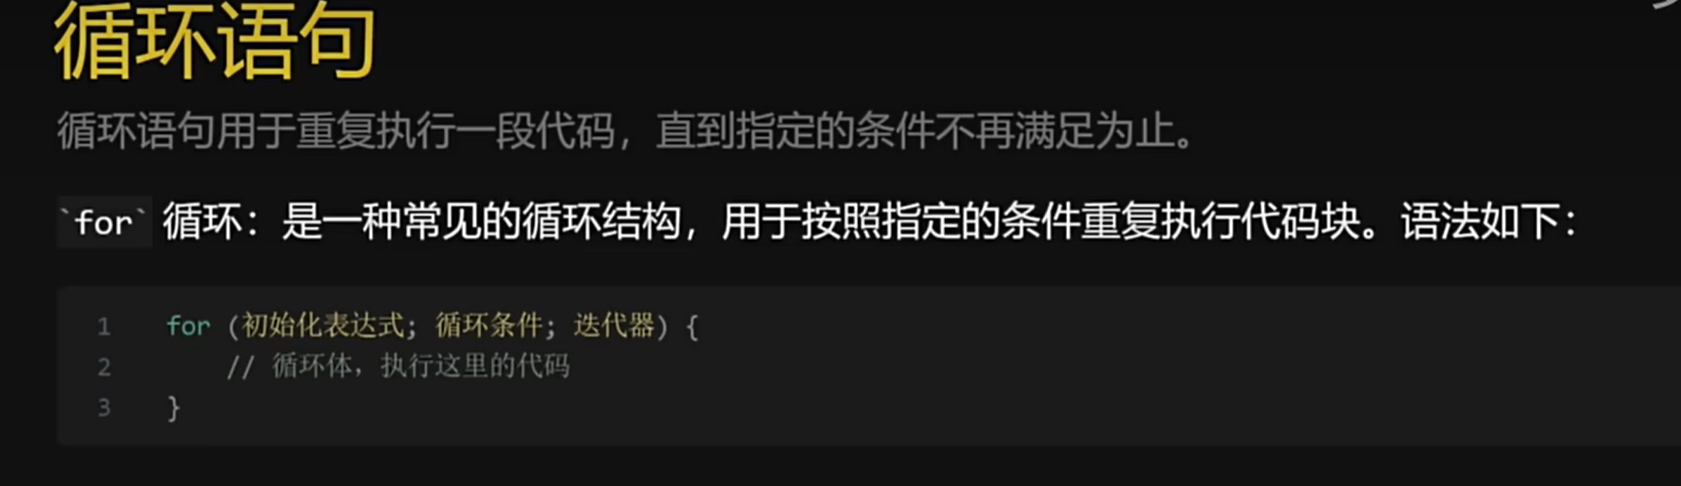 循环语句
循环语句用于重复执行一段代码，直到指定的条件不再满足为止。
`for` 循环：是一种常见的循环结构，用于按照指定的条件重复执行代码块。语法如下：
1 for (初始化表达式; 循环条件; 迭代器) {
2 // 循环体，执行这里的代码
3 }